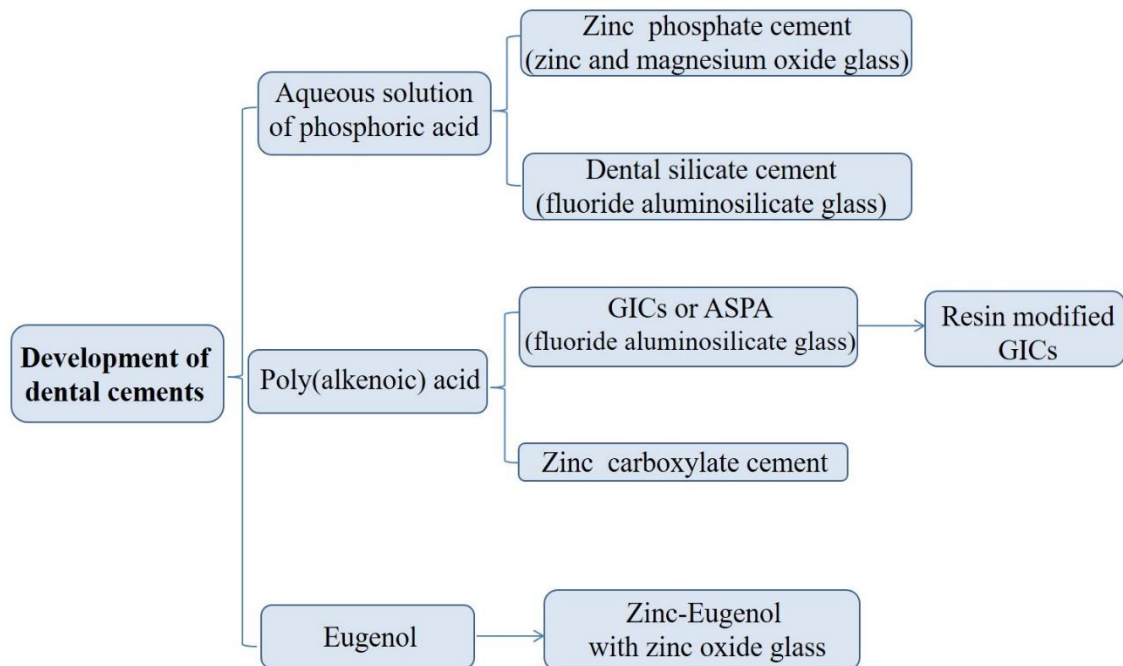 Development of
dental cements
Aqueous solution
of phosphoric acid
Zinc phosphate cement
(zinc and magnesium oxide glass)
Dental silicate cement
(fluoride aluminosilicate glass)
Poly(alkenoic) acid
GICs or ASPA
(fluoride aluminosilicate glass)
Resin modified
GICs
Zinc carboxylate cement
Eugenol
Zinc-Eugenol
with zinc oxide glass